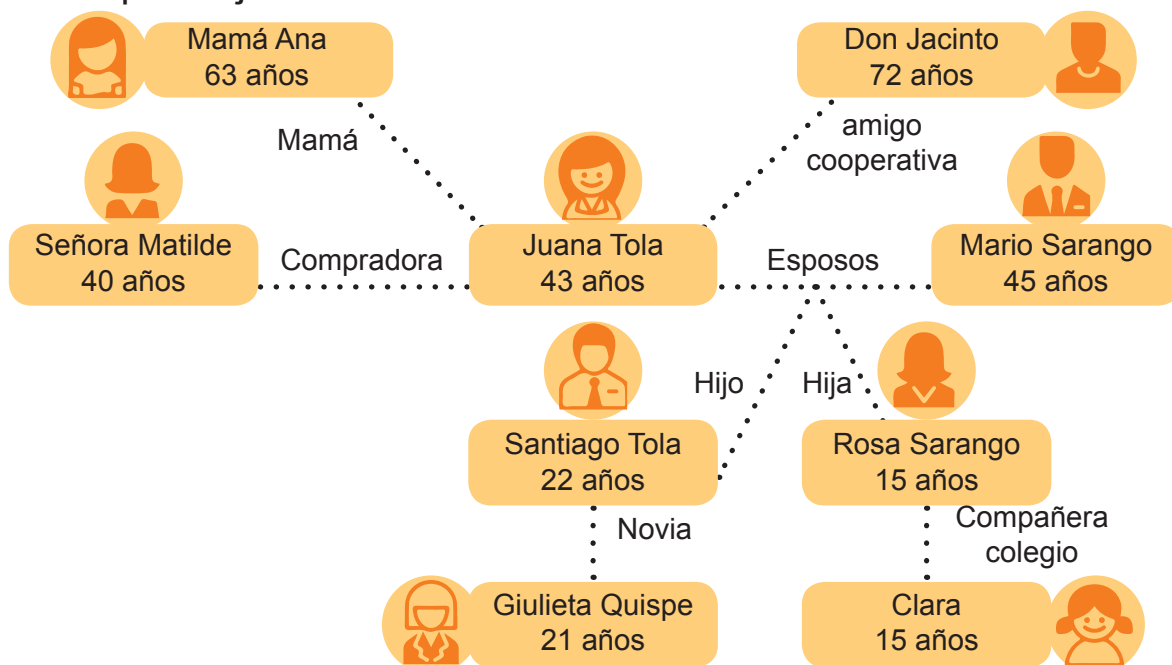 Mamá Ana
63 años
Don Jacinto
72 años
Mamá
amigo
cooperativa
Señora Matilde
40 años
Compradora
Juana Tola
43 años
Esposos
Mario Sarango
45 años
Hijo
Hija
Santiago Tola
22 años
Rosa Sarango
15 años
Novia
Compañera
colegio
Giulieta Quispe
21 años
Clara
15 años